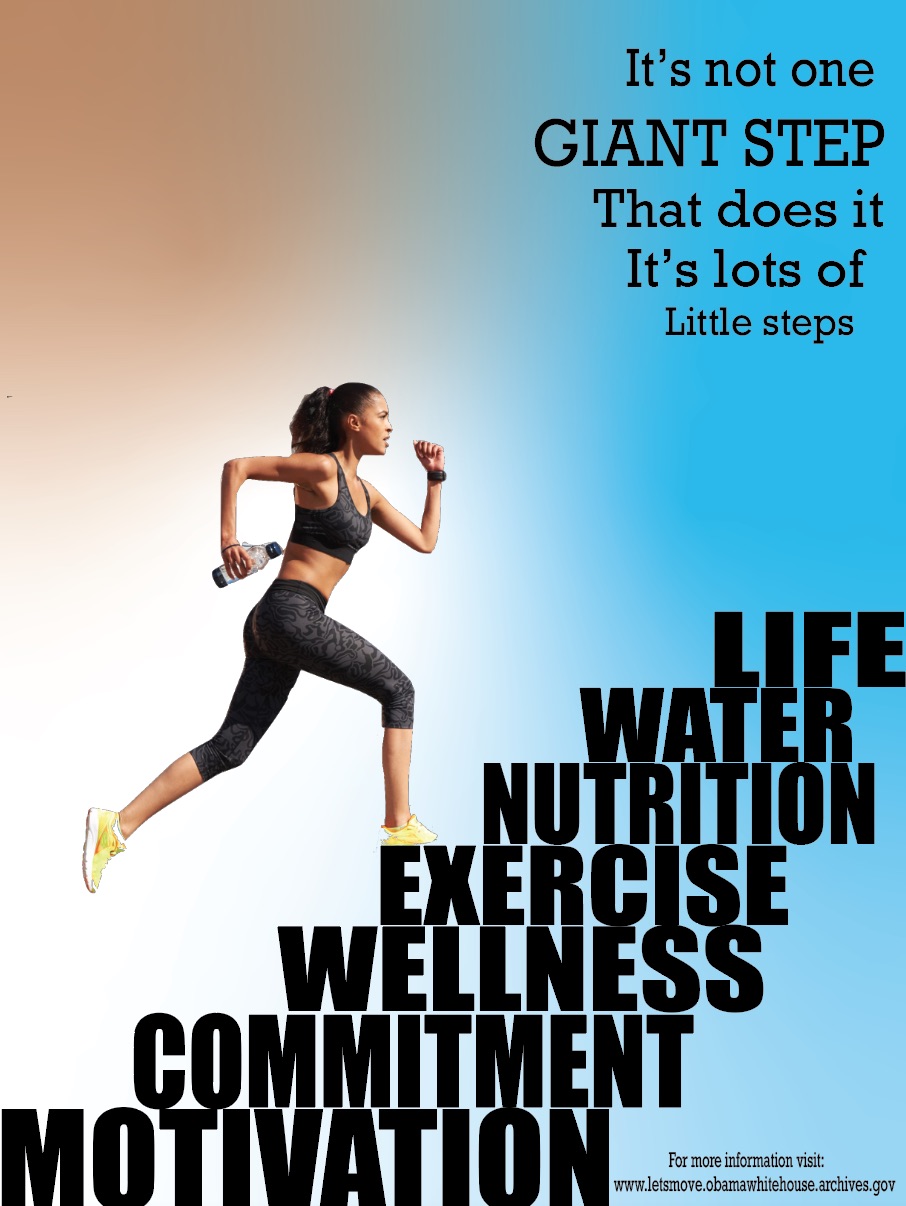 It's not one
GIANT STEP
That does it
It's lots of
Little steps
LIFE
WATER
NUTRITION
EXERCISE
WELLNESS
COMMITMENT
MOTIVATION
For more information visit:
www.letsmove.obamawhitehouse.archives.gov